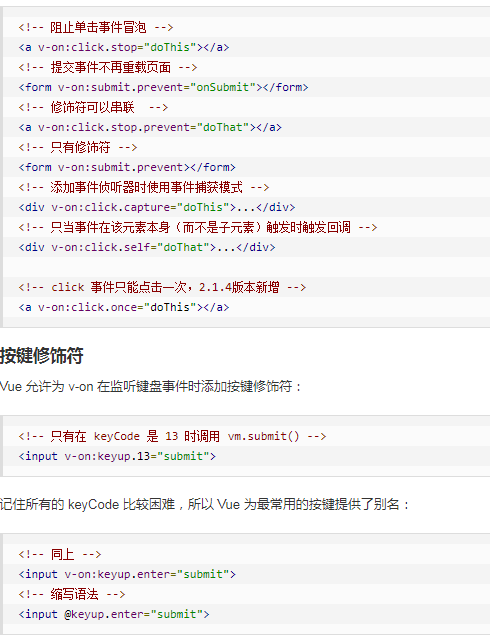 <!-- 阻止单击事件冒泡 -->
<a v-on:click.stop="doThis"></a>
<!-- 提交事件不再重载页面 -->
<form v-on:submit.prevent="onSubmit"></form>
<!-- 修饰符可以串联  -->
<a v-on:click.stop.prevent="doThat"></a>
<!-- 只有修饰符 -->
<form v-on:submit.prevent></form>
<!-- 添加事件侦听器时使用事件捕获模式 -->
<div v-on:click.capture="doThis">...</div>
<!-- 只当事件在该元素本身（而不是子元素）触发时触发回调 -->
<div v-on:click.self="doThat">...</div>
<!-- click 事件只能点击一次，2.1.4版本新增 -->
<a v-on:click.once="doThis"></a>
按键修饰符
Vue 允许为 v-on 在监听键盘事件时添加按键修饰符：
<!-- 只有在 keyCode 是 13 时调用 vm.submit() -->
<input v-on:keyup.13="submit">
记住所有的 keyCode 比较困难，所以 Vue 为最常用的按键提供了别名：
<!-- 同上 -->
<input v-on:keyup.enter="submit">
<!-- 缩写语法 -->
<input @keyup.enter="submit">